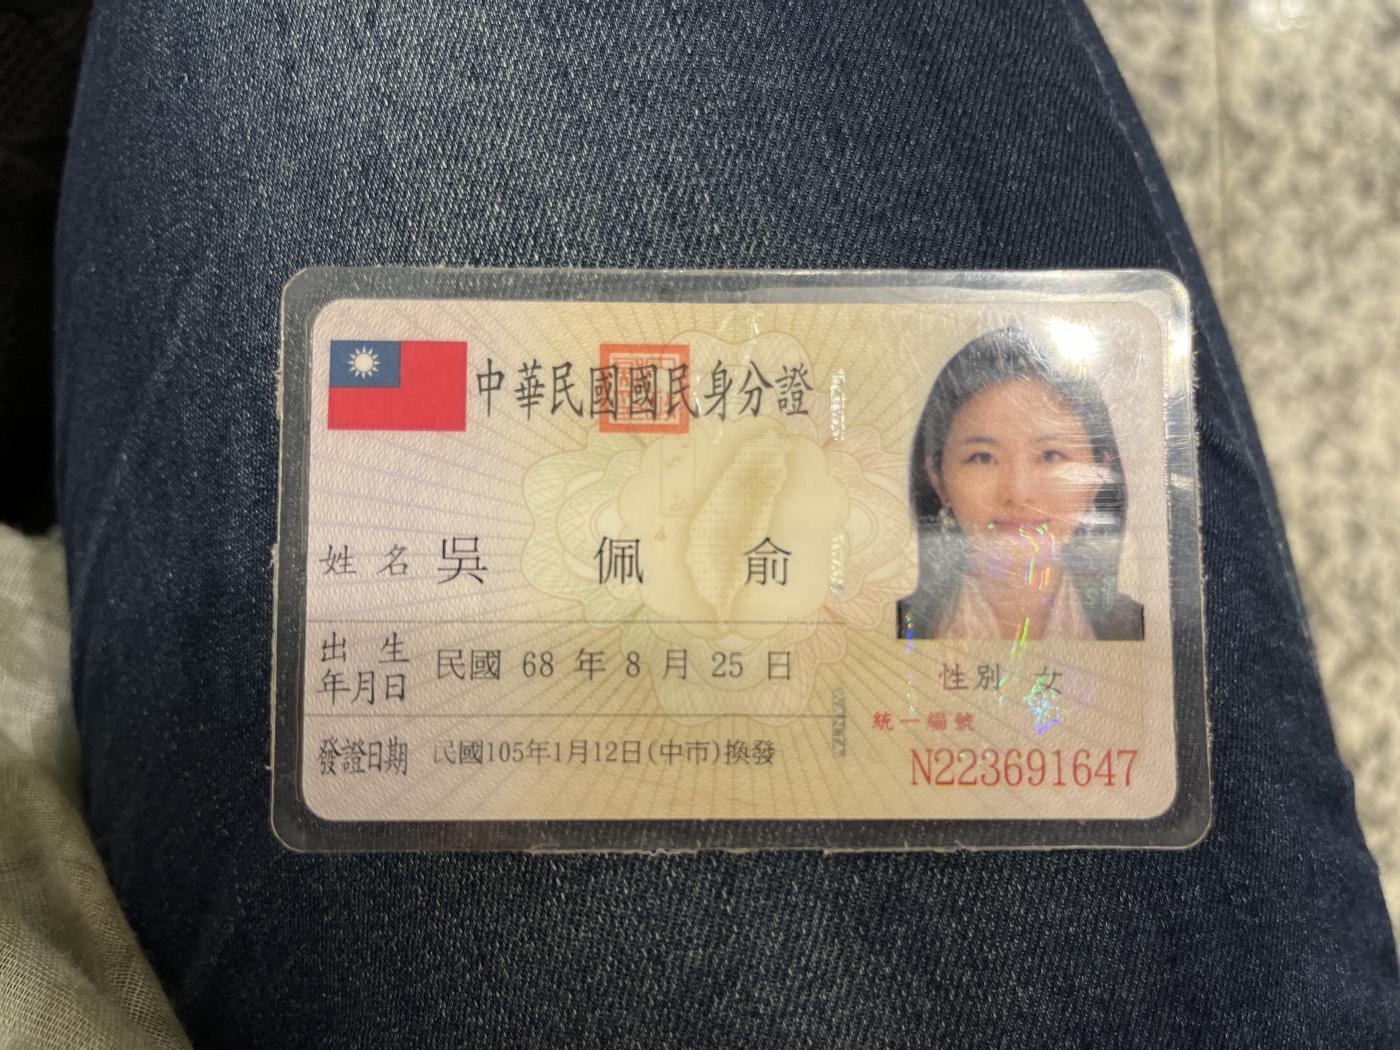 中華民國國民身分證
姓名 吳佩俞
出生年月日 民國 68 年 8 月 25 日
性別 女
發證日期 民國105年1月12日(中市)換發
統一編號
N223691647